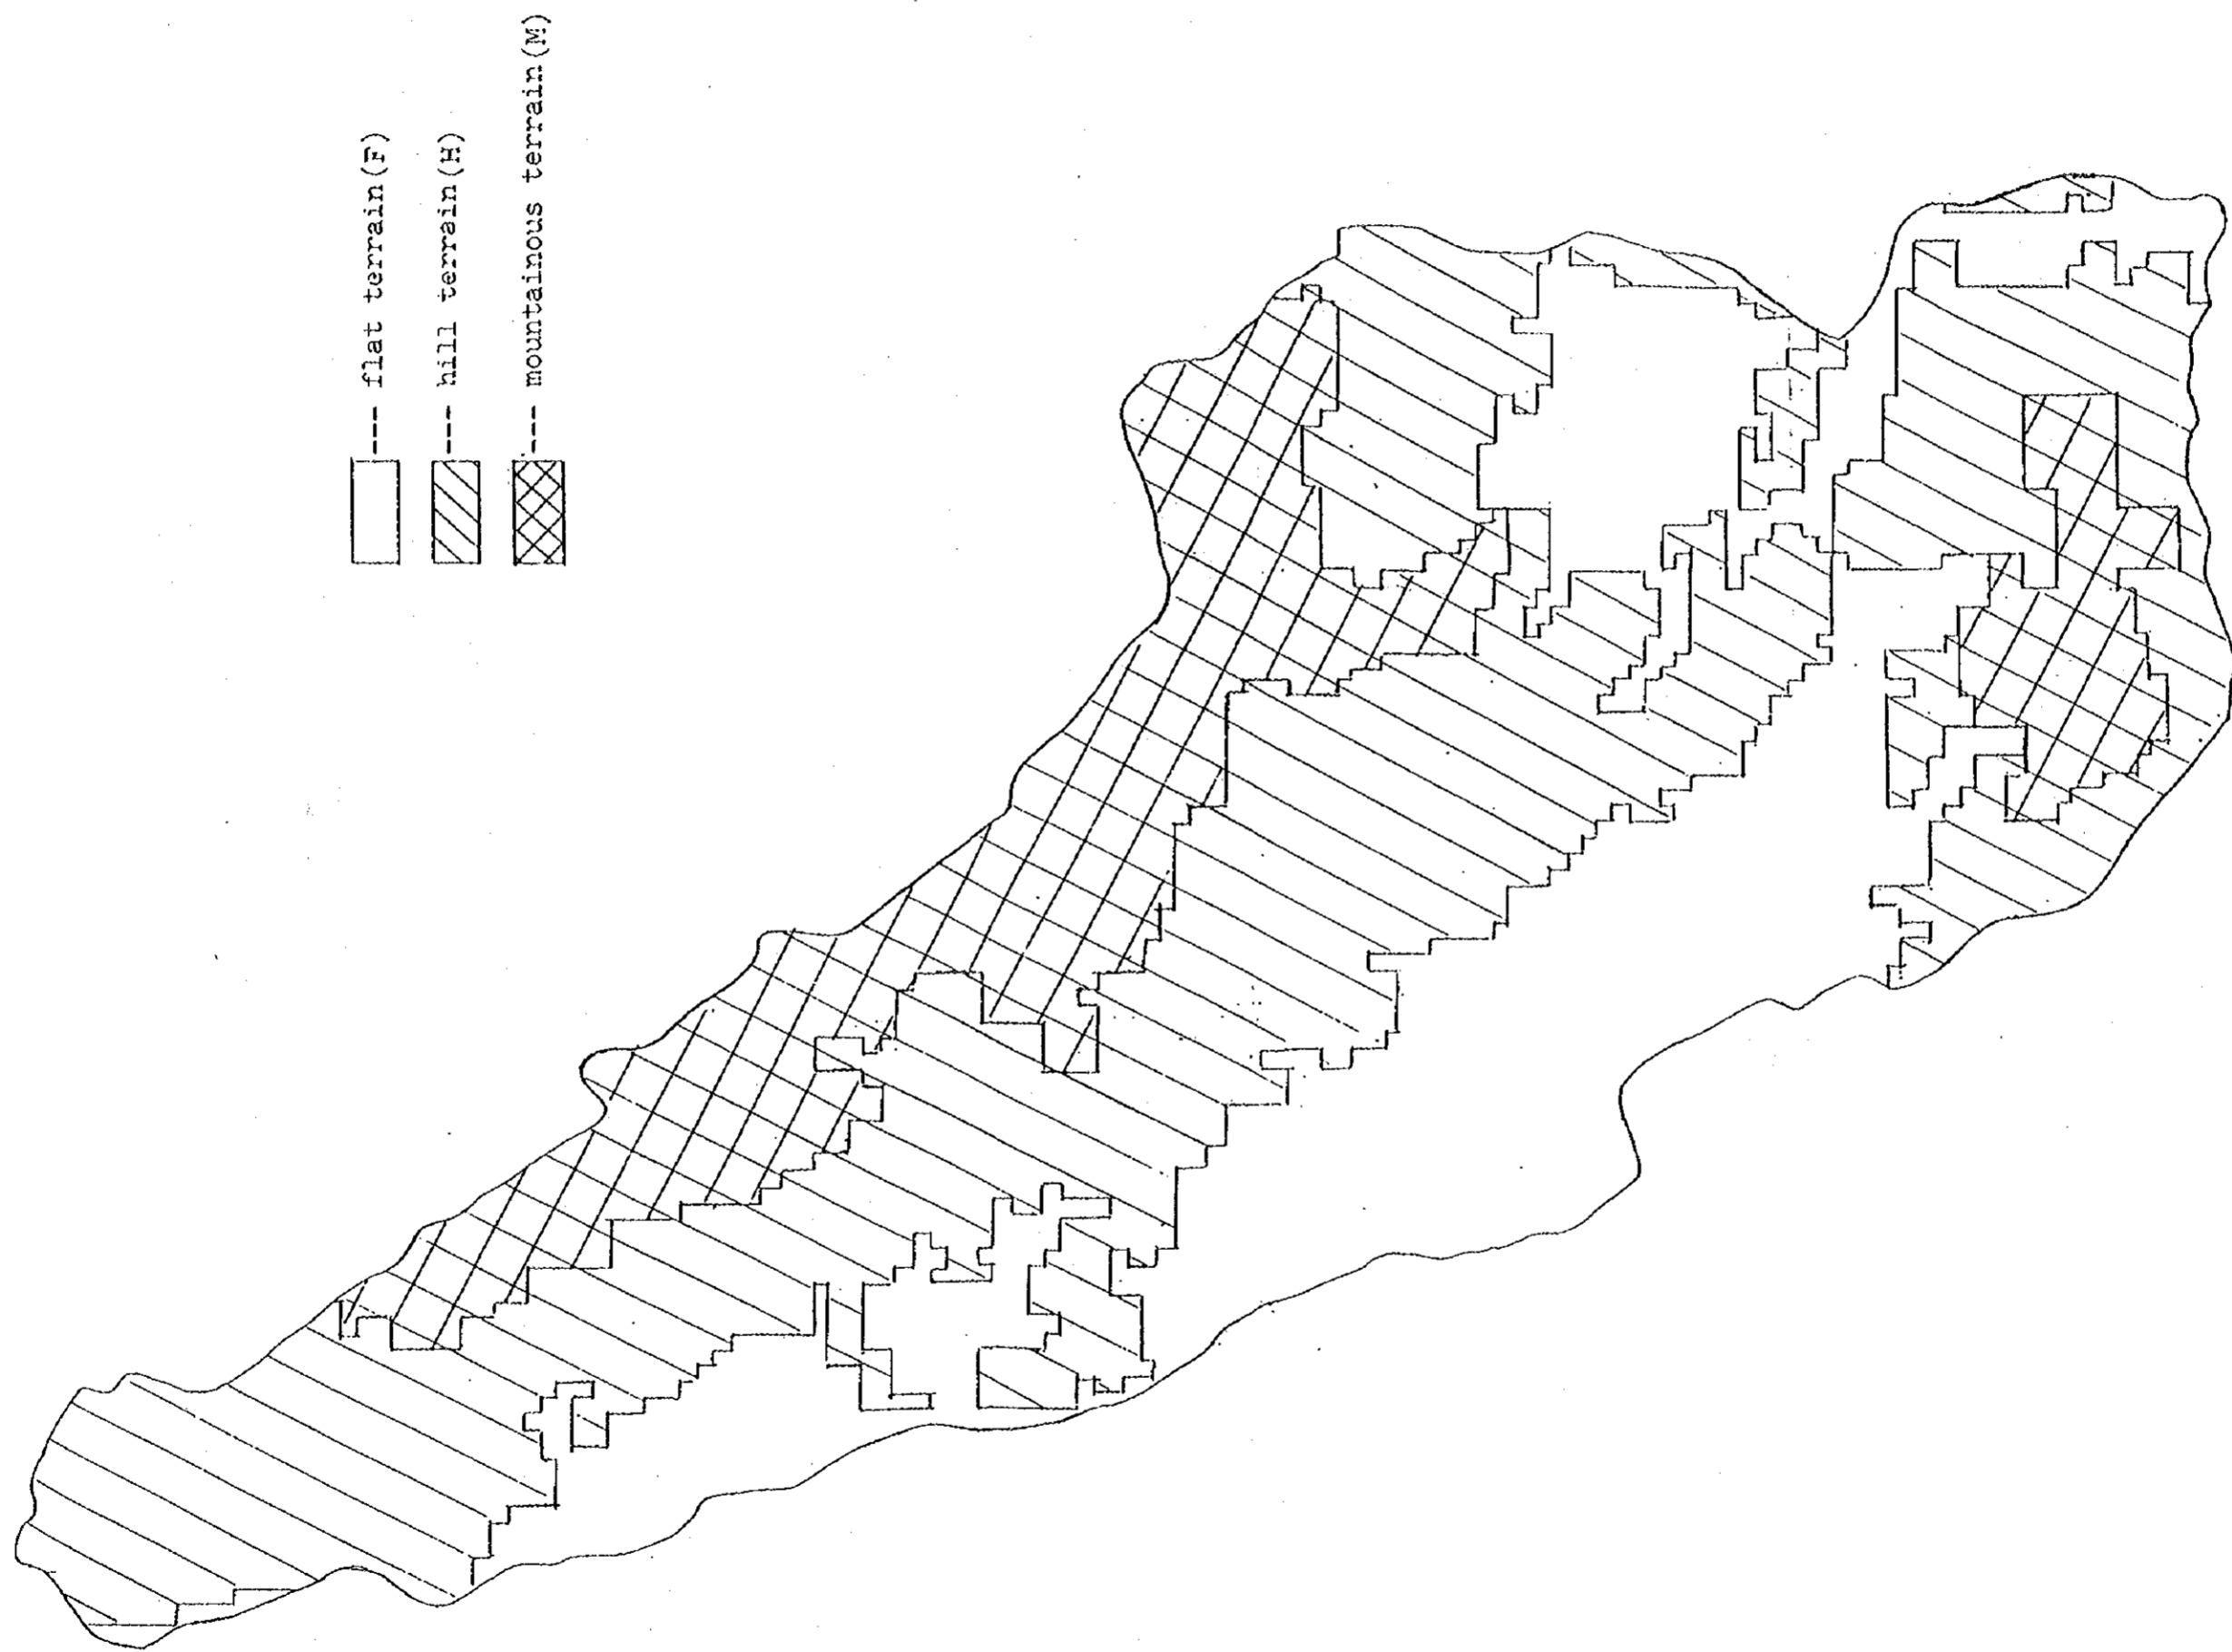 --- flat terrain(F)
--- hill terrain(H)
--- mountainous terrain(M)